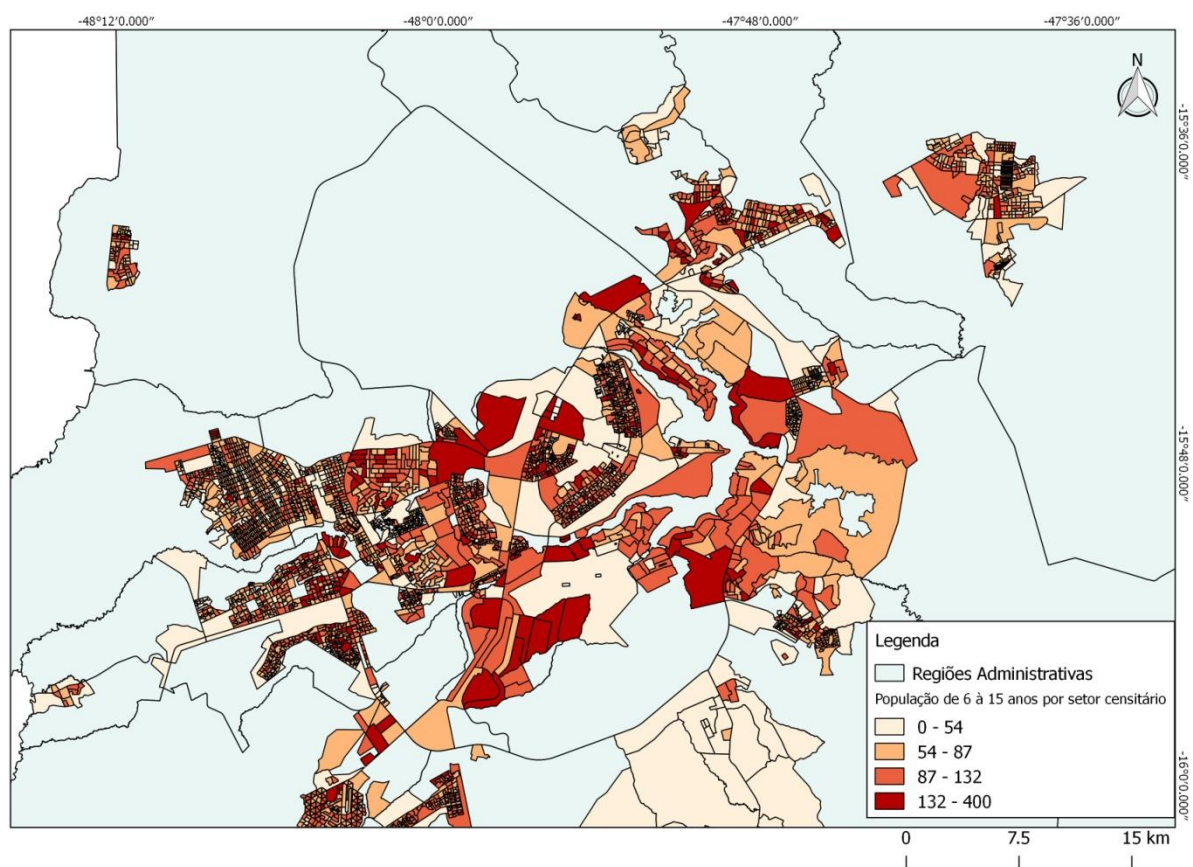 -48°12′0.000″
-48°0′0.000″
-47°48′0.000″
-47°36′0.000″
N
-15°36′0.000″
-15°48′0.000″
-16°0′0.000″
Legenda
Regiões Administrativas
População de 6 à 15 anos por setor censitário
0 - 54
54 - 87
87 - 132
132 - 400
0 7.5 15 km